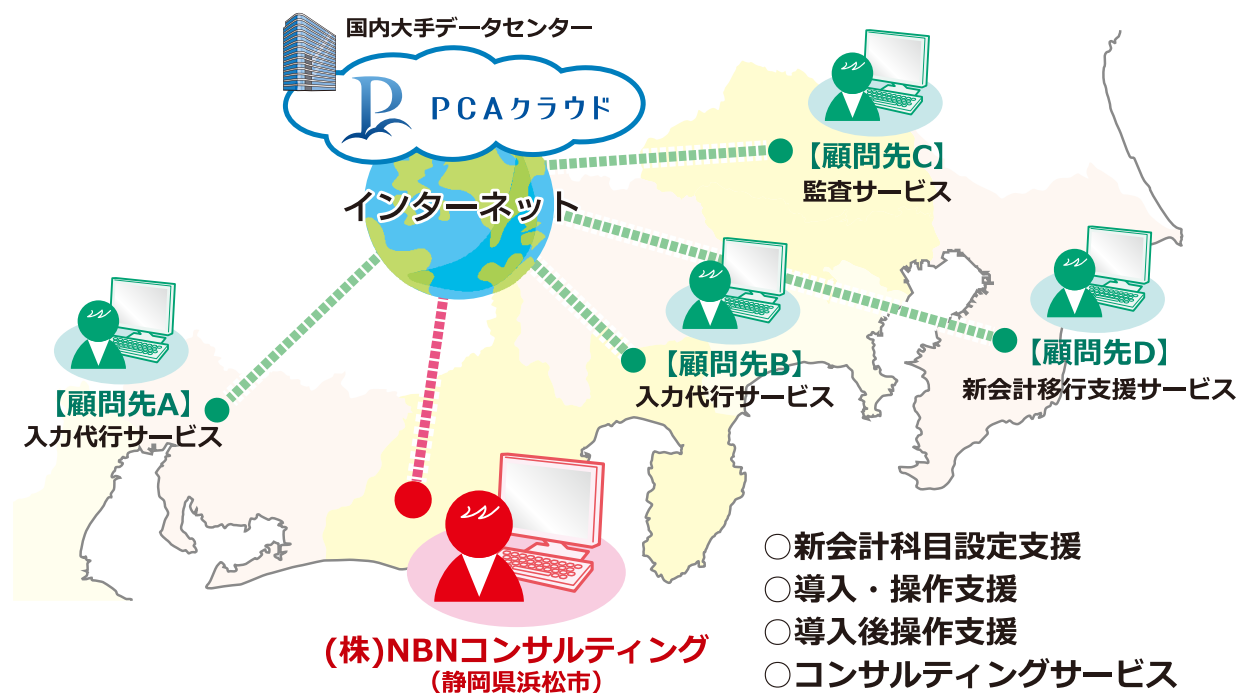 国内大手データセンター
PCAクラウド
インターネット
【顧問先C】
監査サービス
【顧問先B】
入力代行サービス
【顧問先D】
新会計移行支援サービス
【顧問先A】
入力代行サービス
(株)NBNコンサルティング
（静岡県浜松市）
○新会計科目設定支援
○導入・操作支援
○導入後操作支援
○コンサルティングサービス